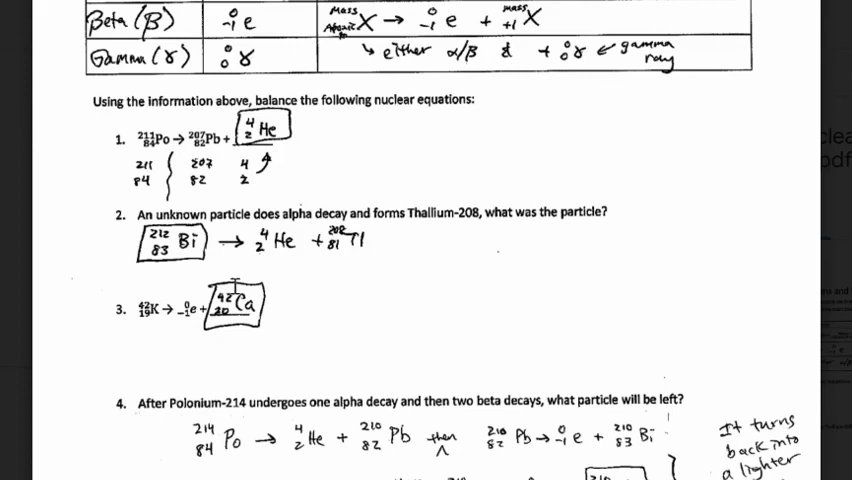 Beta (β) 0 -1 e Mass Atomic X → 0 -1 e + mass +1 X
Gamma (γ) 0 0 γ ↳ either α/β & + 0 0 γ ← gamma ray
Using the information above, balance the following nuclear equations:
1. 211 84 Po → 207 82 Pb + 4 2 He
211 207 4
84 82 2
2. An unknown particle does alpha decay and forms Thallium-208, what was the particle?
212 83 Bi → 4 2 He + 208 81 Tl
3. 42 19 K → 0 -1 e + 42 20 Ca
4. After Polonium-214 undergoes one alpha decay and then two beta decays, what particle will be left?
214 84 Po → 4 2 He + 210 82 Pb then 210 82 Pb → 0 -1 e + 210 83 Bi
It turns
back into
a lighter